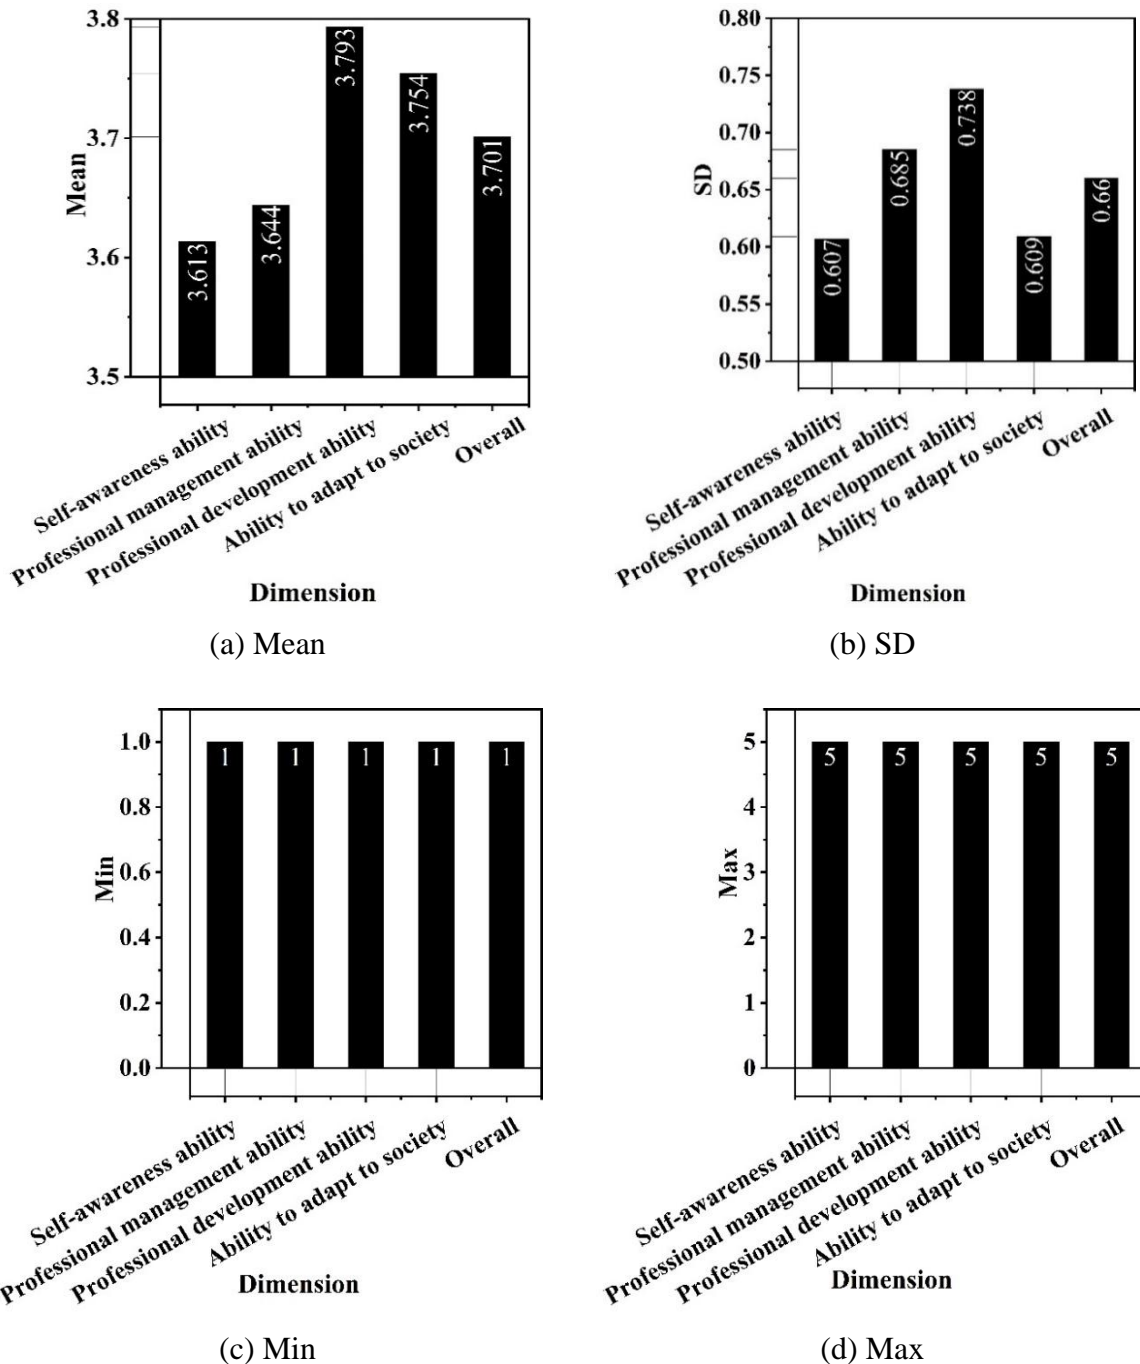 3.8
3.7
3.6
3.5
Mean
3.613
3.644
3.793
3.754
3.701
Self-awareness ability
Professional management ability
Professional development ability
Ability to adapt to society
Overall
Dimension
(a) Mean
0.80
0.75
0.70
0.65
0.60
0.55
0.50
SD
0.607
0.685
0.738
0.609
0.66
Self-awareness ability
Professional management ability
Professional development ability
Ability to adapt to society
Overall
Dimension
(b) SD
1.0
0.8
0.6
0.4
0.2
0.0
Min
1
1
1
1
1
Self-awareness ability
Professional management ability
Professional development ability
Ability to adapt to society
Overall
Dimension
(c) Min
5
4
3
2
1
0
Max
5
5
5
5
5
Self-awareness ability
Professional management ability
Professional development ability
Ability to adapt to society
Overall
Dimension
(d) Max